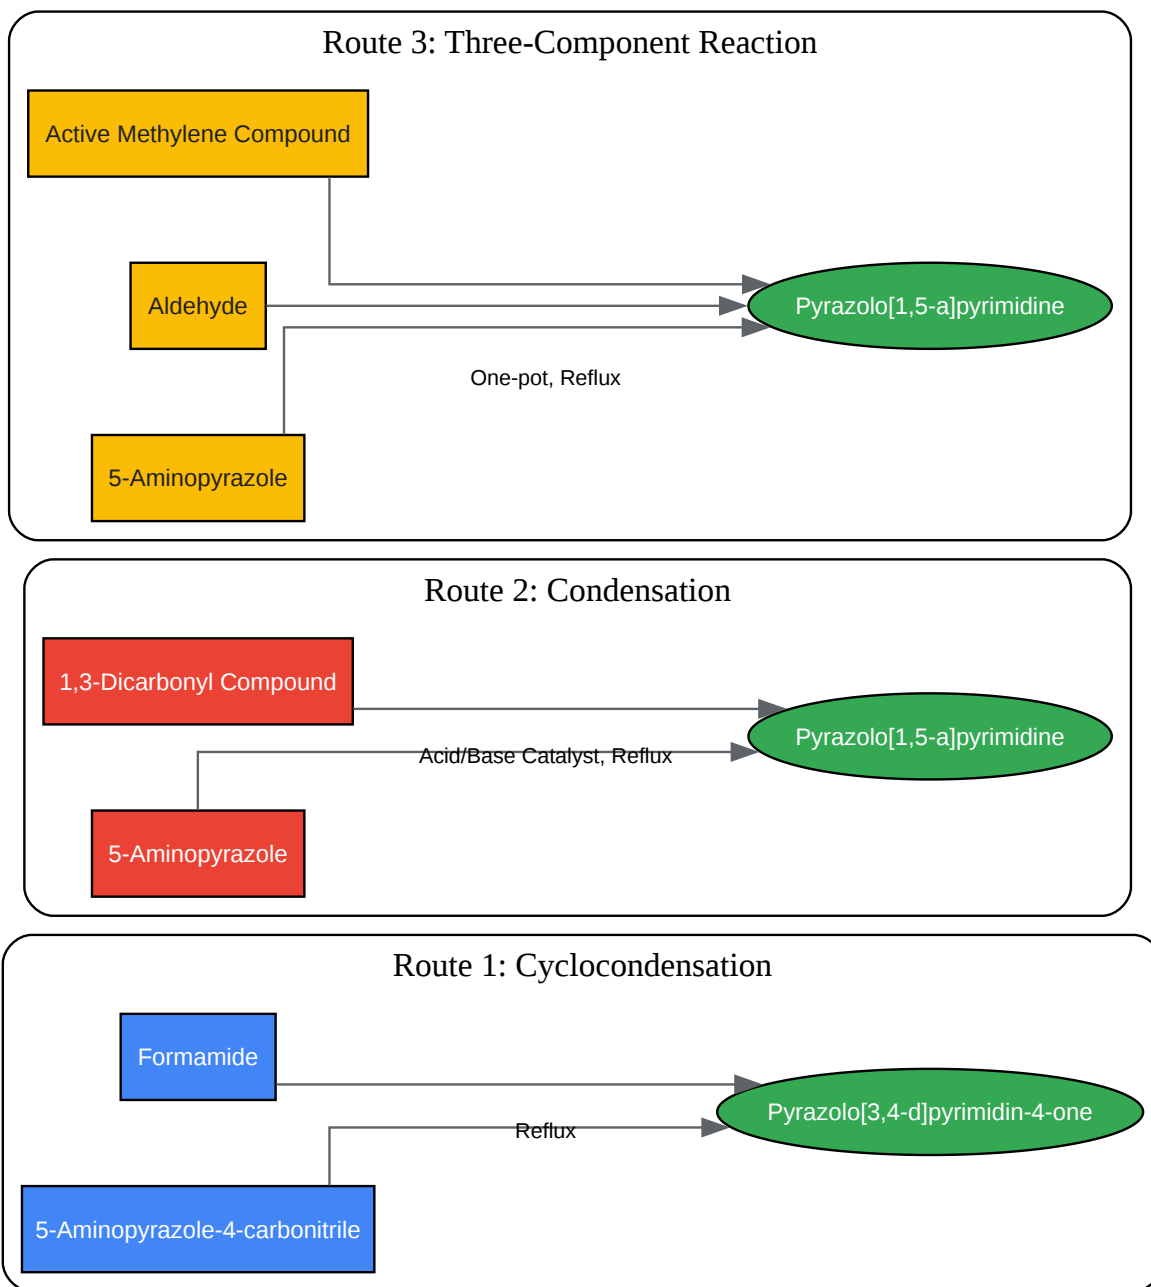 Route 3: Three-Component Reaction
Active Methylene Compound
Aldehyde
Pyrazolo[1,5-a]pyrimidine
One-pot, Reflux
5-Aminopyrazole
Route 2: Condensation
1,3-Dicarbonyl Compound
Pyrazolo[1,5-a]pyrimidine
Acid/Base Catalyst, Reflux
5-Aminopyrazole
Route 1: Cyclocondensation
Formamide
Pyrazolo[3,4-d]pyrimidin-4-one
Reflux
5-Aminopyrazole-4-carbonitrile